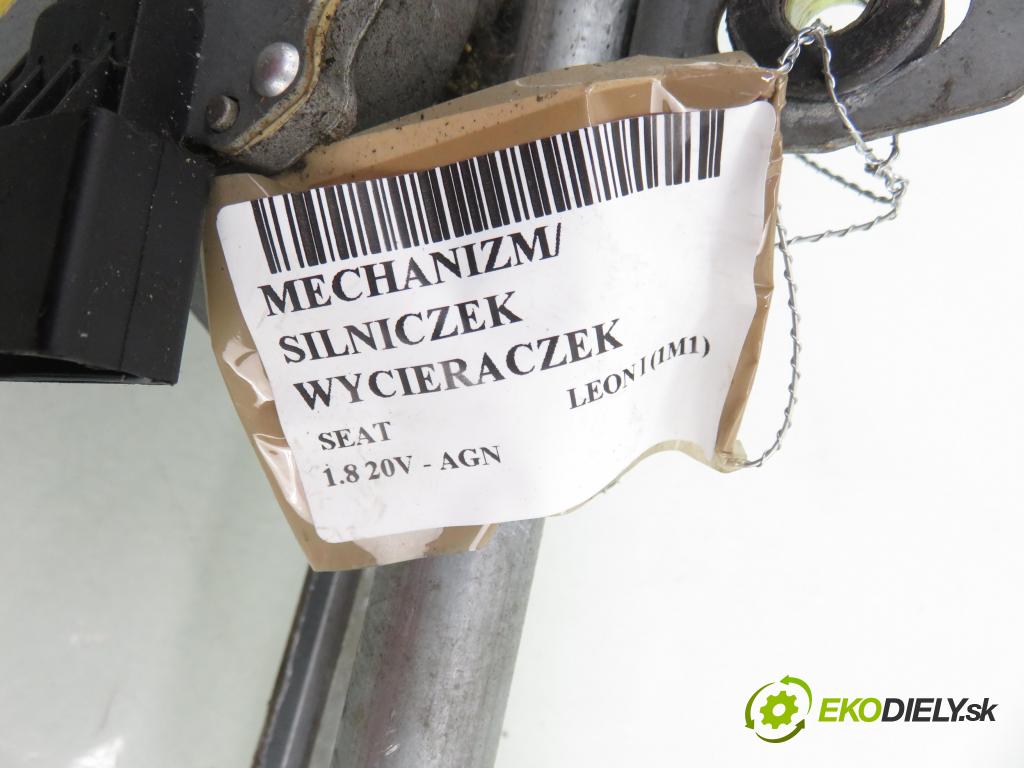 MECHANIZM/
SILNICZEK
WYCIERACZEK
SEAT
LEON I (1M1)
1.8 20V - AGN
EKODIELY.sk